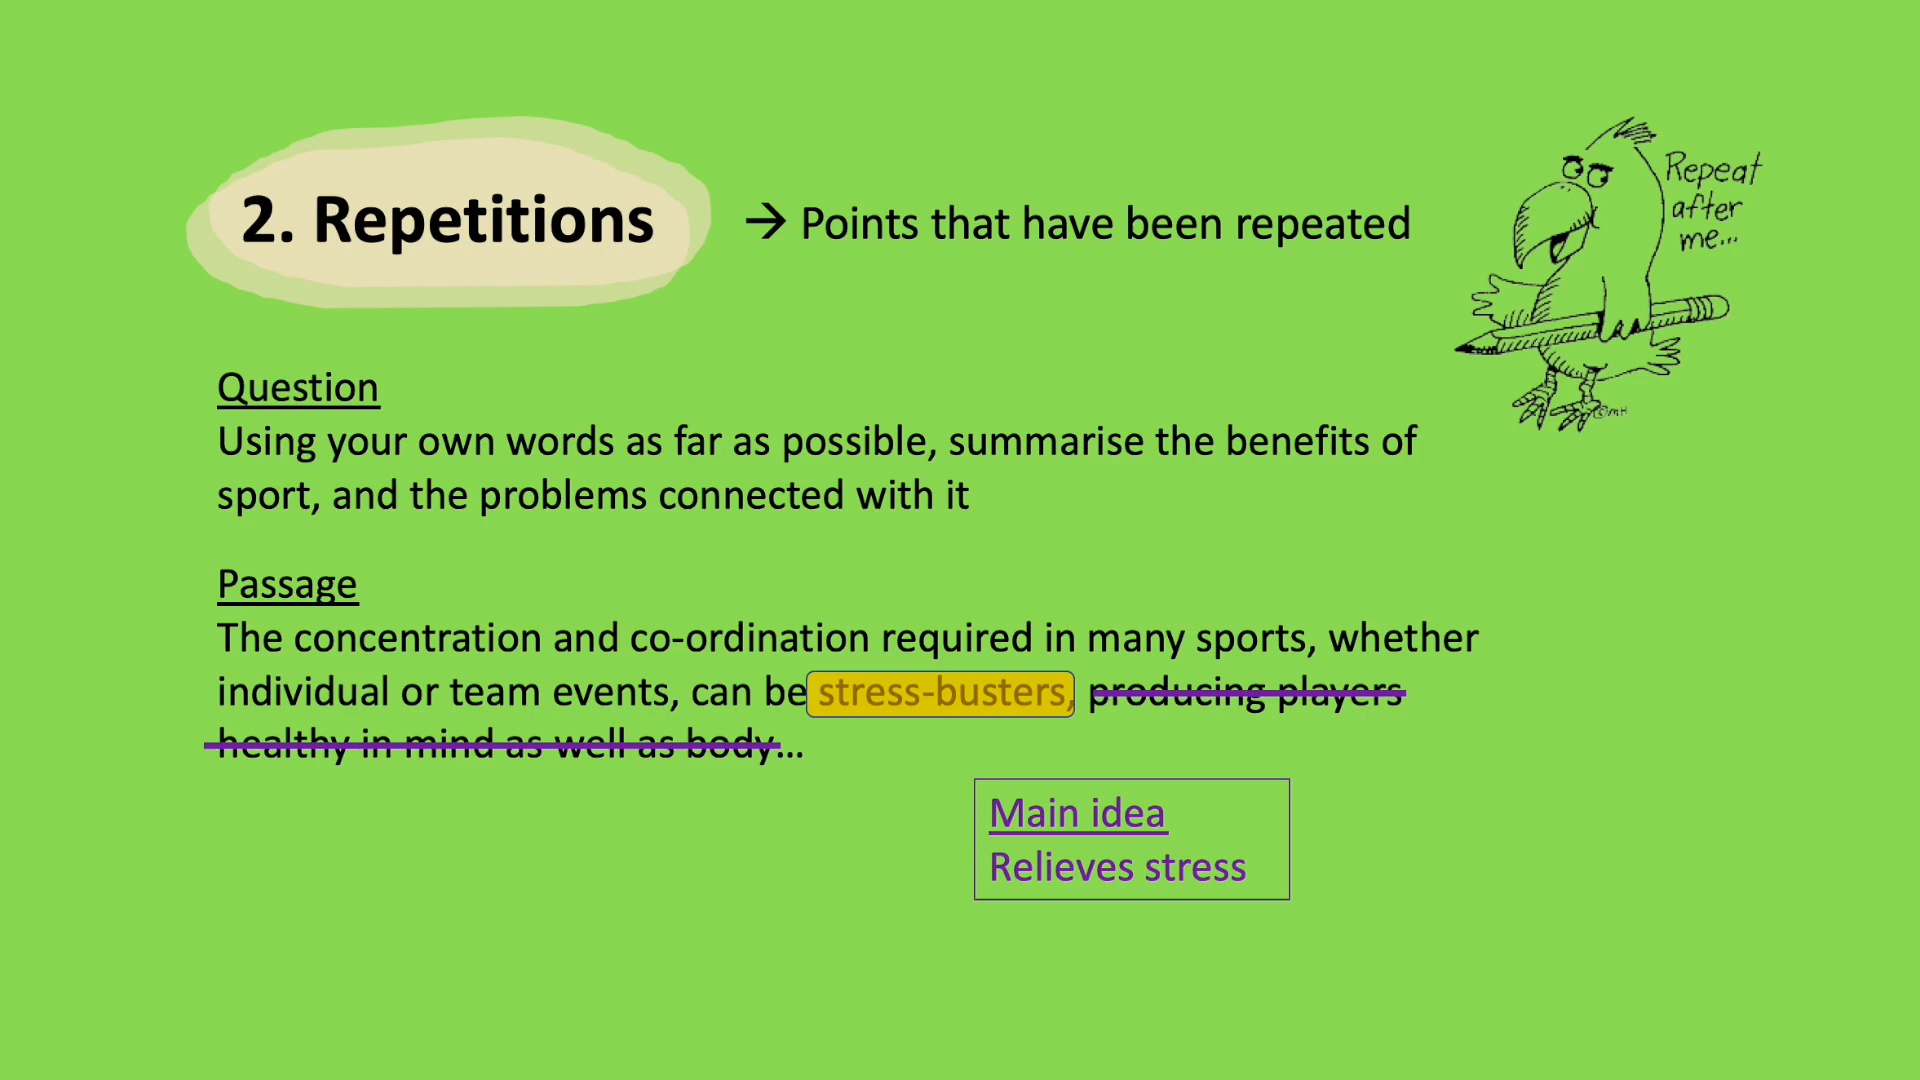 2. Repetitions
→ Points that have been repeated
Repeat
after
me...
©MH
Question
Using your own words as far as possible, summarise the benefits of
sport, and the problems connected with it
Passage
The concentration and co-ordination required in many sports, whether
individual or team events, can be stress-busters, producing players
healthy in mind as well as body...
Main idea
Relieves stress